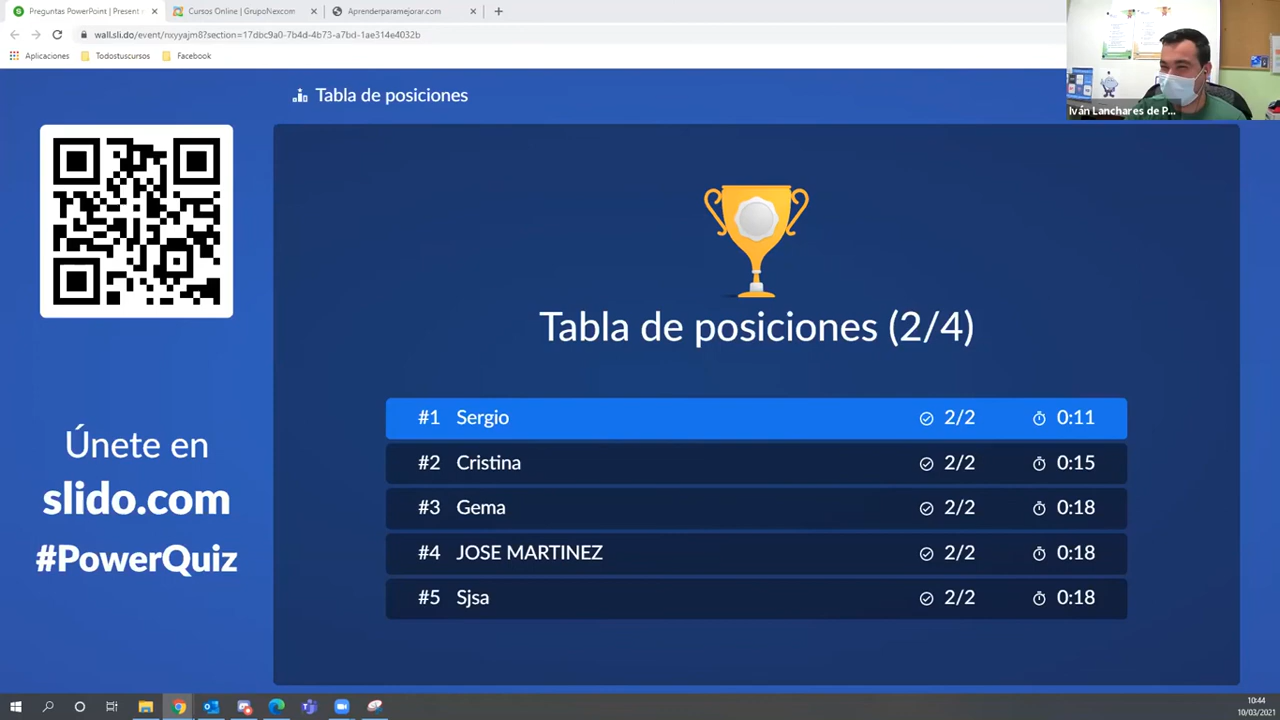 Preguntas PowerPoint | Present
Cursos Online | GrupoNexcom
Aprenderparamejorar.com
wall.sli.do/event/nxyyajm8?section=17dbc9a0-7b4d-4b73-a7bd-1ae314e4032b
Aplicaciones
Todostuscursos
Facebook
Iván Lanchares de P...
Tabla de posiciones
Tabla de posiciones (2/4)
#1 Sergio 2/2 0:11
#2 Cristina 2/2 0:15
#3 Gema 2/2 0:18
#4 JOSE MARTINEZ 2/2 0:18
#5 Sjsa 2/2 0:18
Únete en
slido.com
#PowerQuiz
10:44
10/03/2021